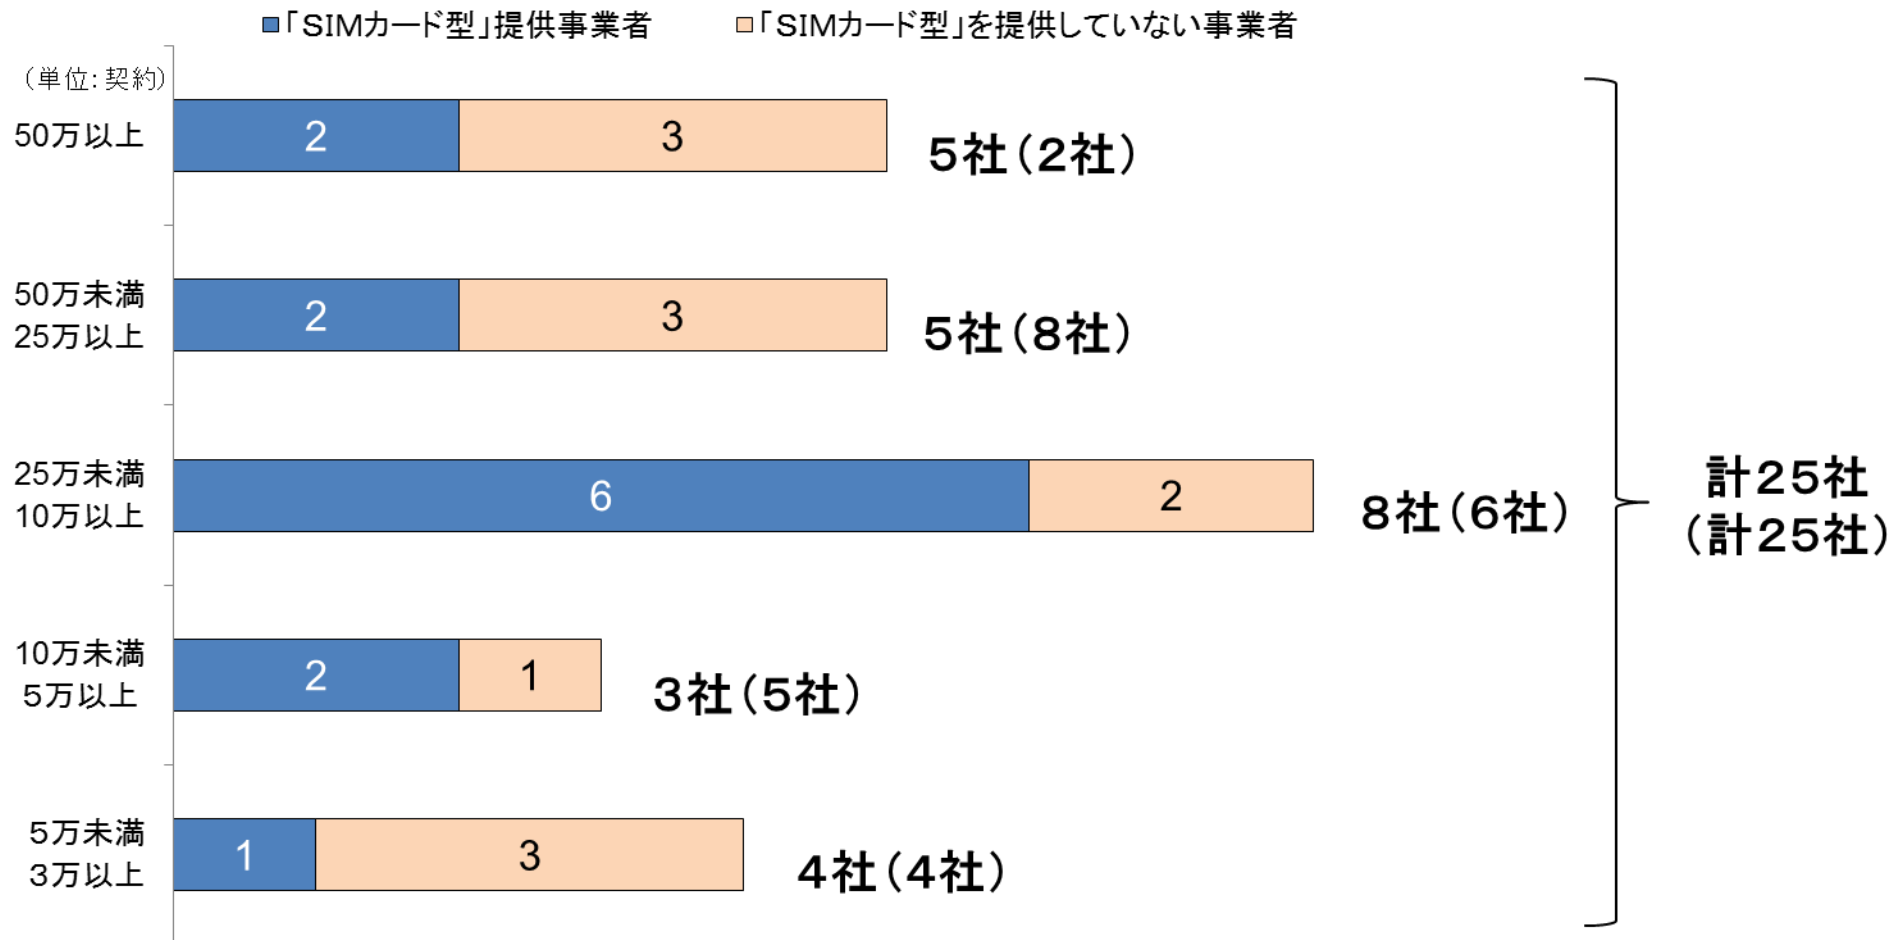 「SIMカード型」提供事業者 「SIMカード型」を提供していない事業者
（単位：契約）
50万以上 2 3 5社（2社）
50万未満
25万以上 2 3 5社（8社）
25万未満
10万以上 6 2 8社（6社）
計25社
（計25社）
10万未満
5万以上 2 1 3社（5社）
5万未満
3万以上 1 3 4社（4社）